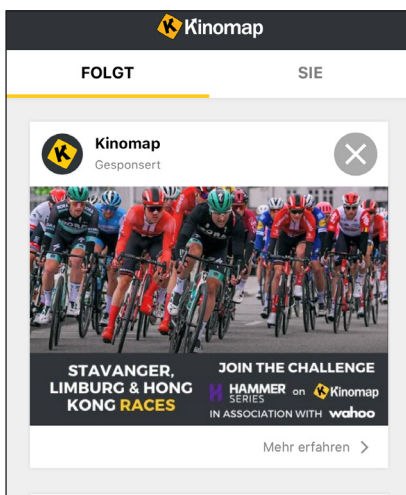 Kinomap
FOLGT SIE
Kinomap
Gesponsert
STAVANGER,
LIMBURG & HONG
KONG RACES
JOIN THE CHALLENGE
HAMMER SERIES on Kinomap
IN ASSOCIATION WITH wahoo
Mehr erfahren >